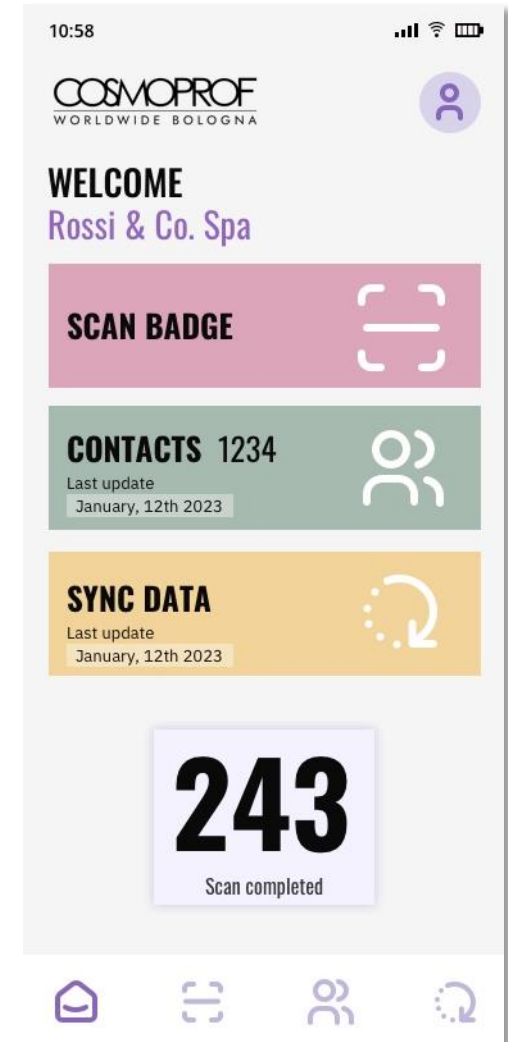 10:58
COSMOPROF
WORLDWIDE BOLOGNA
WELCOME
Rossi & Co. Spa
SCAN BADGE
CONTACTS 1234
Last update
January, 12th 2023
SYNC DATA
Last update
January, 12th 2023
243
Scan completed